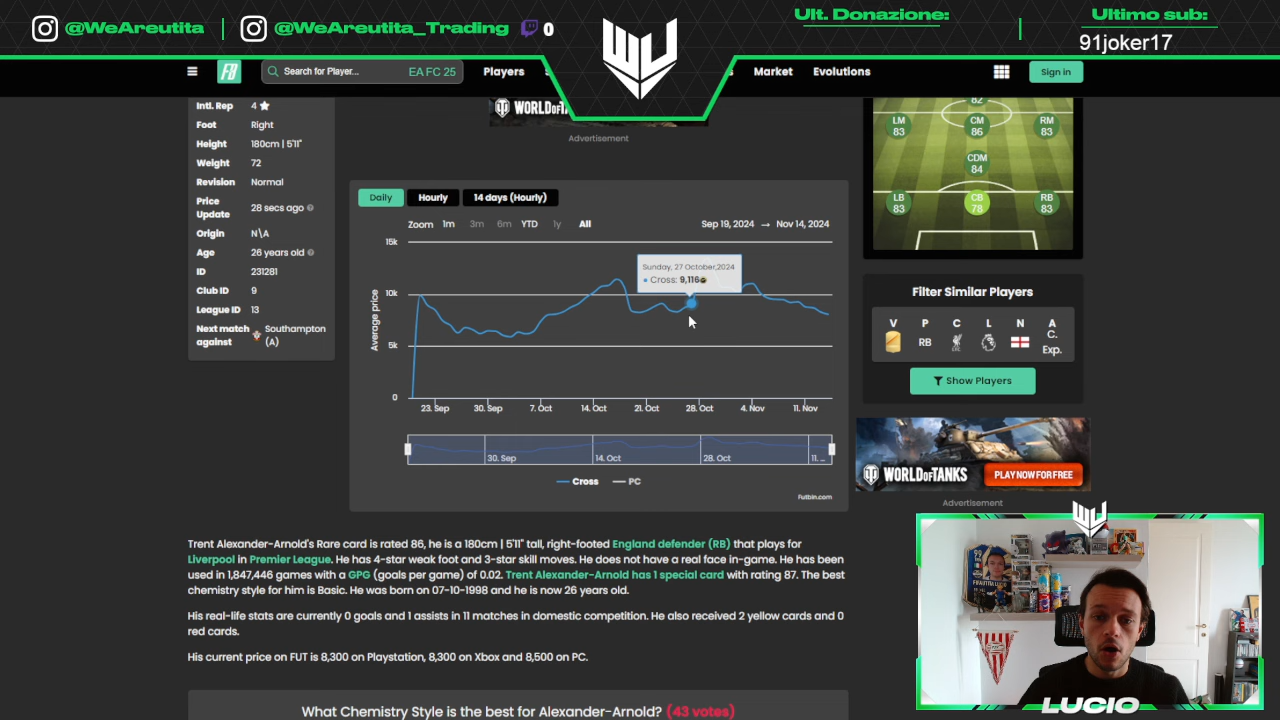 @WeAreutita
@WeAreutita_Trading
0
Ult. Donazione:
Ultimo sub:
91joker17
Search for Player...
EA FC 25
Players
Market
Evolutions
Sign in
Intl. Rep 4
Foot Right
Height 180cm | 5'11"
Weight 72
Revision Normal
Price Update 28 secs ago
Origin N\A
Age 26 years old
ID 231281
Club ID 9
League ID 13
Next match against Southampton (A)
WORLD OF TA
Advertisement
Daily Hourly 14 days (Hourly)
Zoom 1m 3m 6m YTD 1y All
Sep 19, 2024 → Nov 14, 2024
Average price
15k
10k
5k
0
Sunday, 27 October,2024
Cross: 9,116
23. Sep 30. Sep 7. Oct 14. Oct 21. Oct 28. Oct 4. Nov 11. Nov
30. Sep 14. Oct 28. Oct 11. ...
Cross PC
futbin.com
82
LM 83
CM 86
RM 83
CDM 84
LB 83
CB 78
RB 83
Filter Similar Players
V P C L N A
RB
C. Exp.
Show Players
WORLD OF TANKS
PLAY NOW FOR FREE
Advertisement
Trent Alexander-Arnold's Rare card is rated 86, he is a 180cm | 5'11" tall, right-footed England defender (RB) that plays for
Liverpool in Premier League. He has 4-star weak foot and 3-star skill moves. He does not have a real face in-game. He has been
used in 1,847,446 games with a GPG (goals per game) of 0.02. Trent Alexander-Arnold has 1 special card with rating 87. The best
chemistry style for him is basic. He was born on 07-10-1998 and he is now 26 years old.
His real-life stats are currently 0 goals and 1 assists in 11 matches in domestic competition. He also received 2 yellow cards and 0
red cards.
His current price on FUT is 8,300 on Playstation, 8,300 on Xbox and 8,500 on PC.
What Chemistry Style is the best for Alexander-Arnold? (43 votes)
LUCIO